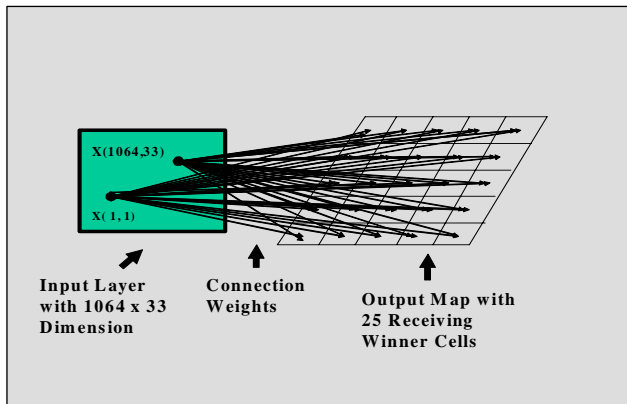 X(1064,33)
X( 1, 1)
Input Layer
with 1064 x 33
Dimension
Connection
Weights
Output Map with
25 Receiving
Winner Cells